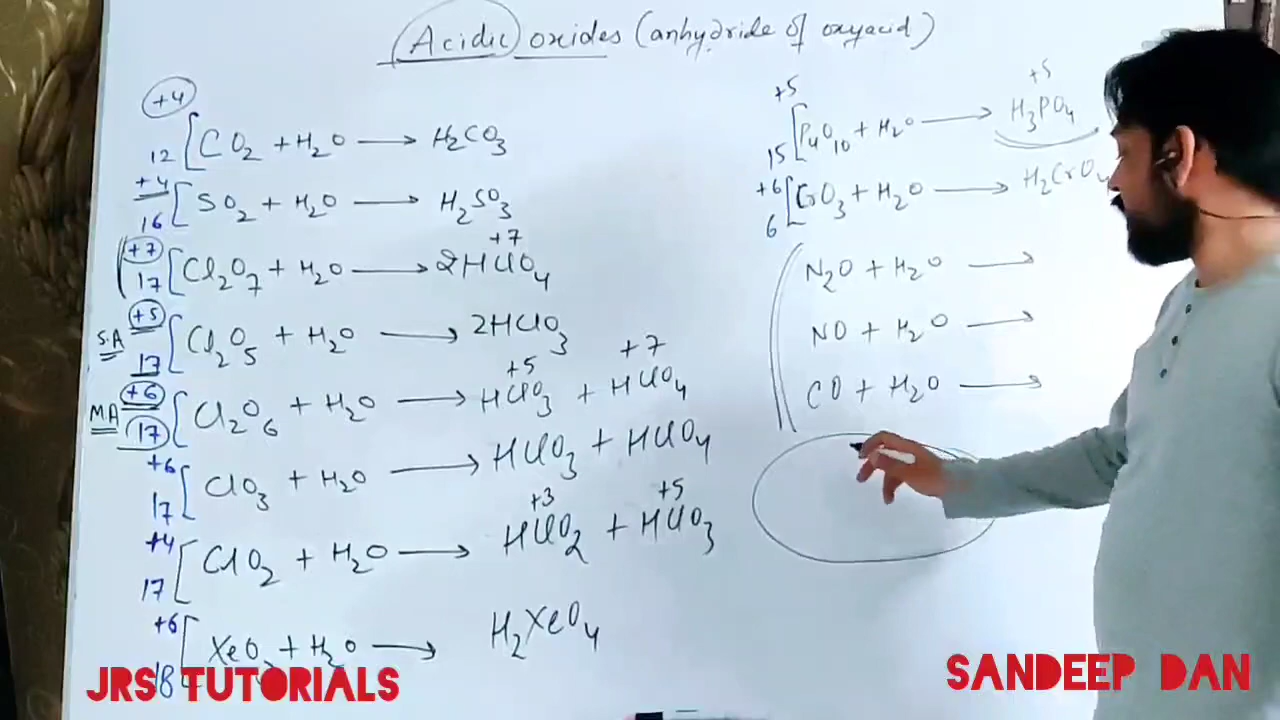 Acidic oxides (anhydride of oxyacid)
+4
12 [ CO2 + H2O ⟶ H2CO3
+4
16 [ SO2 + H2O ⟶ H2SO3
+7 +7
17 [ Cl2O7 + H2O ⟶ 2HClO4
+5
S.A 17 [ Cl2O5 + H2O ⟶ 2HClO3
+6 +5 +7
MA 17 [ Cl2O6 + H2O ⟶ HClO3 + HClO4
+6
17 [ ClO3 + H2O ⟶ HClO3 + HClO4
+4 +3 +5
17 [ ClO2 + H2O ⟶ HClO2 + HClO3
+6
18 [ XeO + H2O ⟶ H2XeO4
+5 +5
15 [ P4O10 + H2O ⟶ H3PO4
+6
6 [ CrO3 + H2O ⟶ H2CrO4
N2O + H2O ⟶
NO + H2O ⟶
CO + H2O ⟶
JRS TUTORIALS
SANDEEP DAN